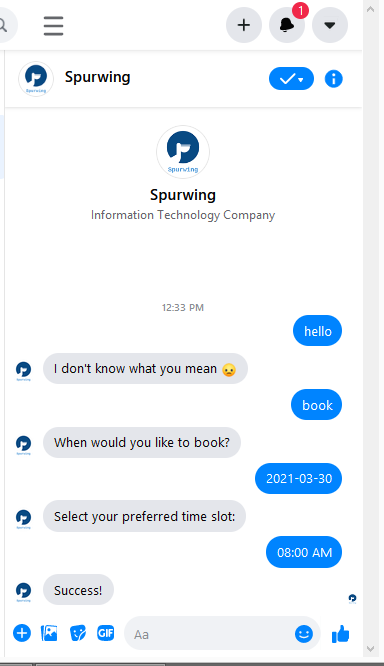 1
Spurwing
Spurwing
Spurwing
Information Technology Company
12:33 PM
hello
I don't know what you mean 😞
book
When would you like to book?
2021-03-30
Select your preferred time slot:
08:00 AM
Success!
GIF
Aa